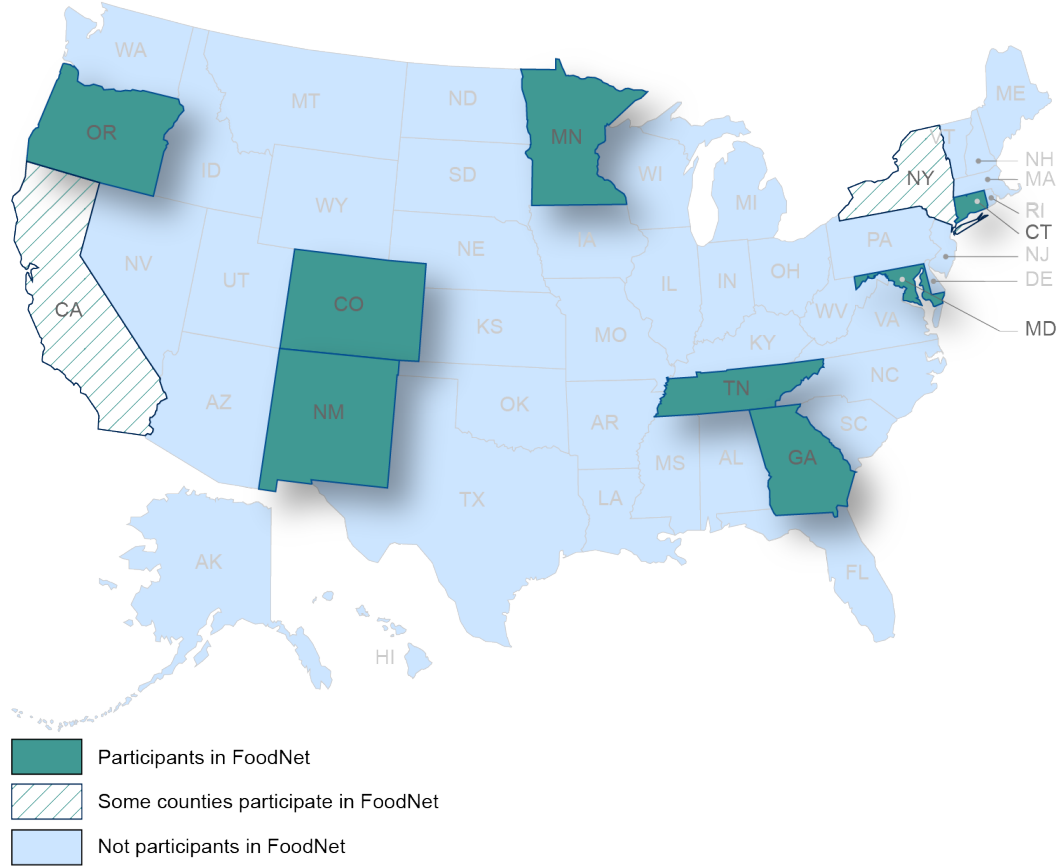 WA
MT
ND
ME
OR
MN
VT
NH
ID
SD
WI
MA
NY
WY
MI
RI
CT
NE
IA
PA
NJ
NV
UT
IL
IN
OH
DE
CO
CA
WV
VA
MD
KS
MO
KY
AZ
NM
OK
TN
NC
AR
SC
MS
AL
GA
TX
LA
AK
FL
HI
Participants in FoodNet
Some counties participate in FoodNet
Not participants in FoodNet